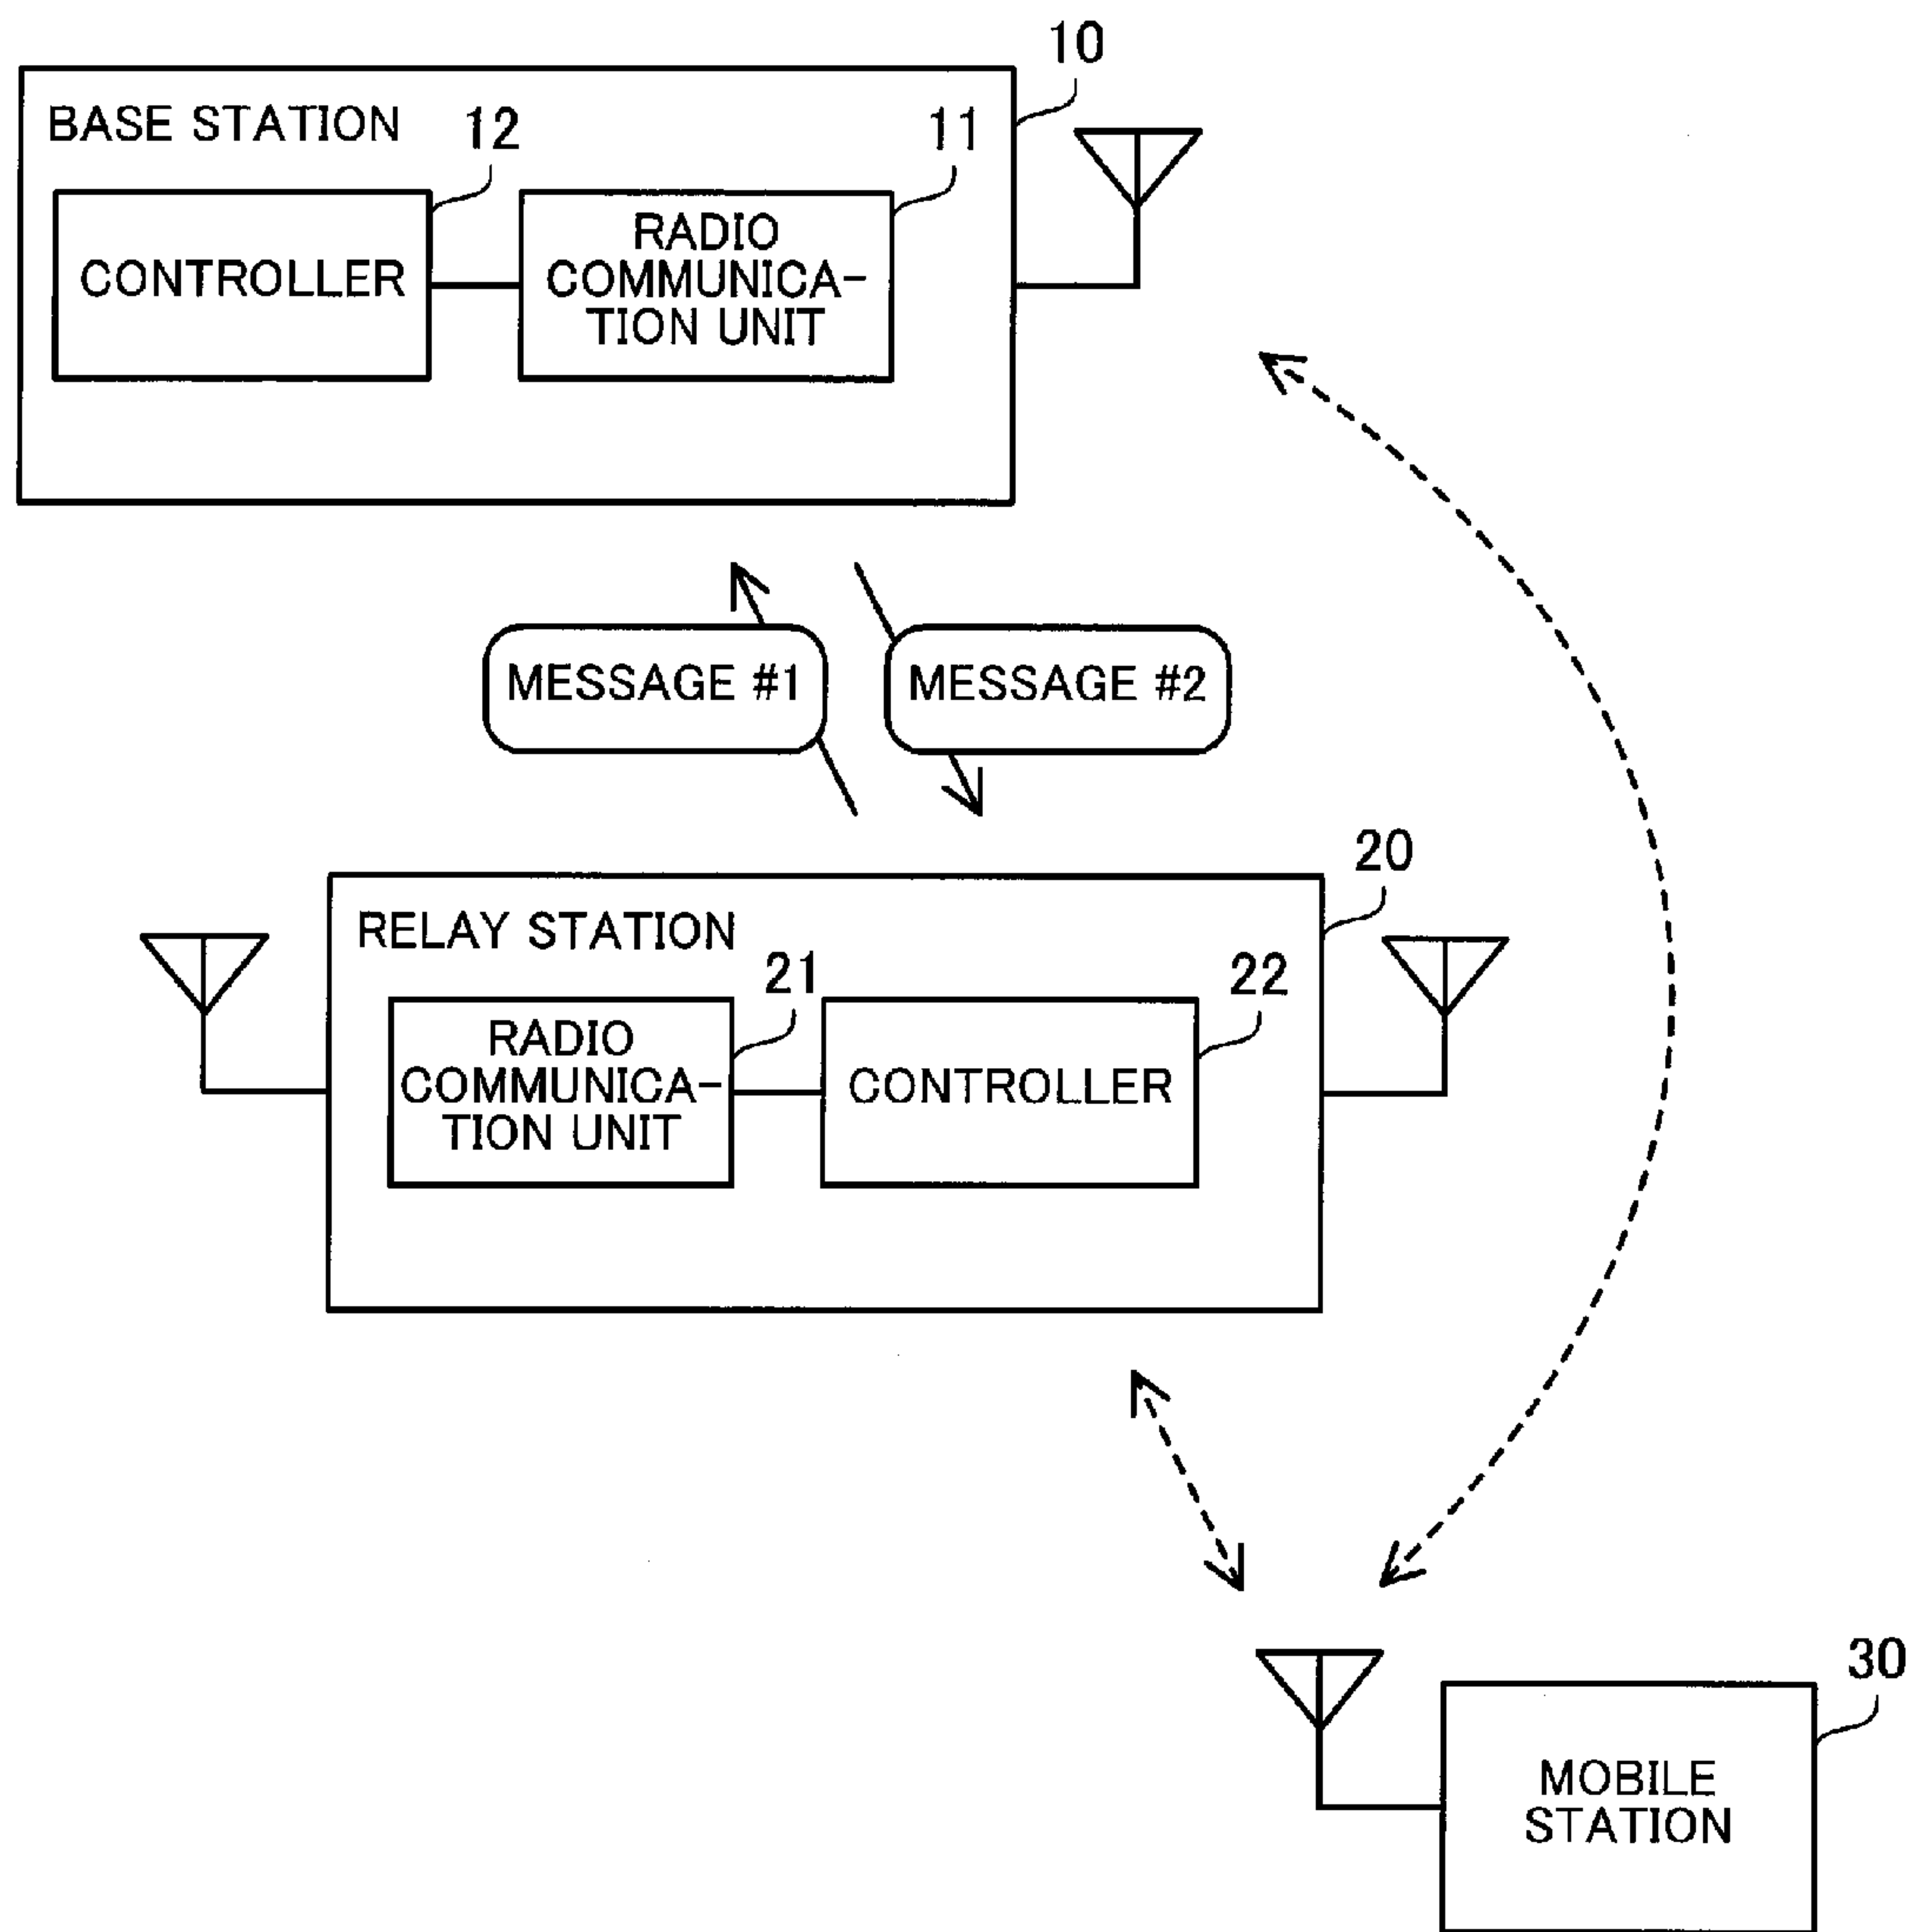 10
BASE STATION
12
11
CONTROLLER
RADIO
COMMUNICA-
TION UNIT
MESSAGE #1
MESSAGE #2
20
RELAY STATION
21
22
RADIO
COMMUNICA-
TION UNIT
CONTROLLER
30
MOBILE
STATION